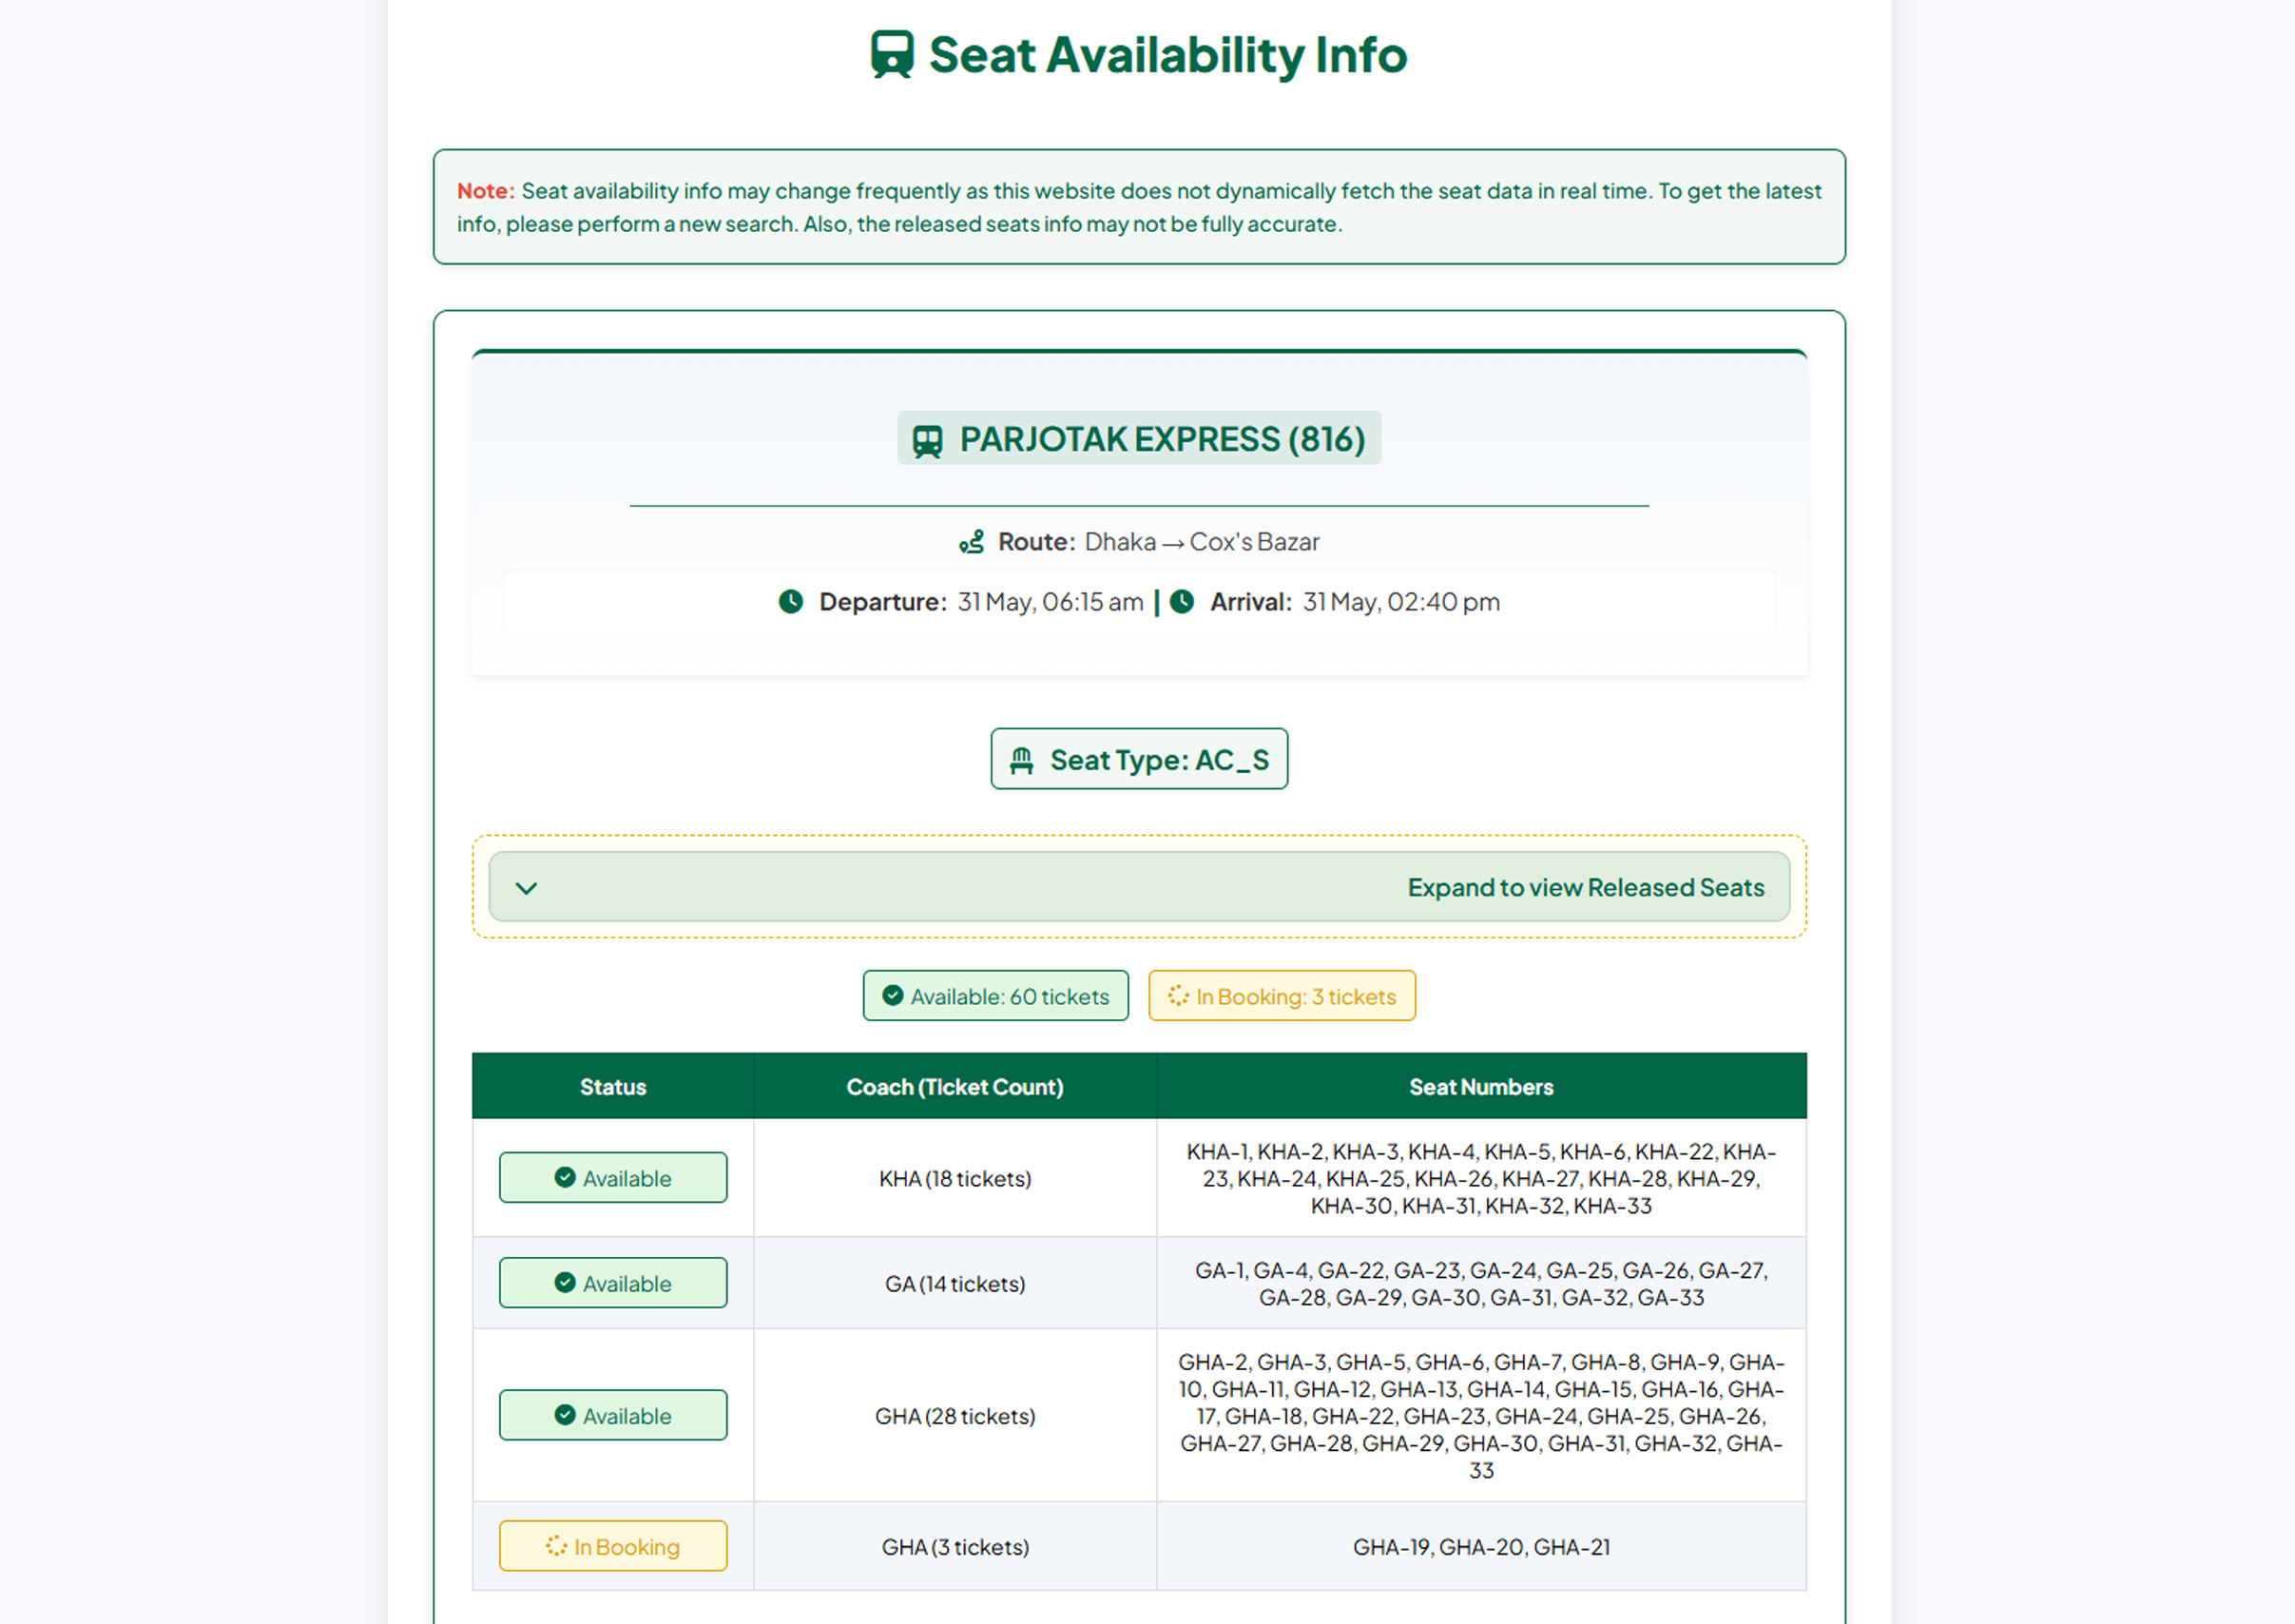 Seat Availability Info
Note: Seat availability info may change frequently as this website does not dynamically fetch the seat data in real time. To get the latest
info, please perform a new search. Also, the released seats info may not be fully accurate.
PARJOTAK EXPRESS (816)
Route: Dhaka → Cox's Bazar
Departure: 31 May, 06:15 am | Arrival: 31 May, 02:40 pm
Seat Type: AC_S
Expand to view Released Seats
Available: 60 tickets In Booking: 3 tickets
Status Coach (Ticket Count) Seat Numbers
Available KHA (18 tickets)
KHA-1, KHA-2, KHA-3, KHA-4, KHA-5, KHA-6, KHA-22, KHA-
23, KHA-24, KHA-25, KHA-26, KHA-27, KHA-28, KHA-29,
KHA-30, KHA-31, KHA-32, KHA-33
Available GA (14 tickets)
GA-1, GA-4, GA-22, GA-23, GA-24, GA-25, GA-26, GA-27,
GA-28, GA-29, GA-30, GA-31, GA-32, GA-33
Available GHA (28 tickets)
GHA-2, GHA-3, GHA-5, GHA-6, GHA-7, GHA-8, GHA-9, GHA-
10, GHA-11, GHA-12, GHA-13, GHA-14, GHA-15, GHA-16, GHA-
17, GHA-18, GHA-22, GHA-23, GHA-24, GHA-25, GHA-26,
GHA-27, GHA-28, GHA-29, GHA-30, GHA-31, GHA-32, GHA-
33
In Booking GHA (3 tickets) GHA-19, GHA-20, GHA-21